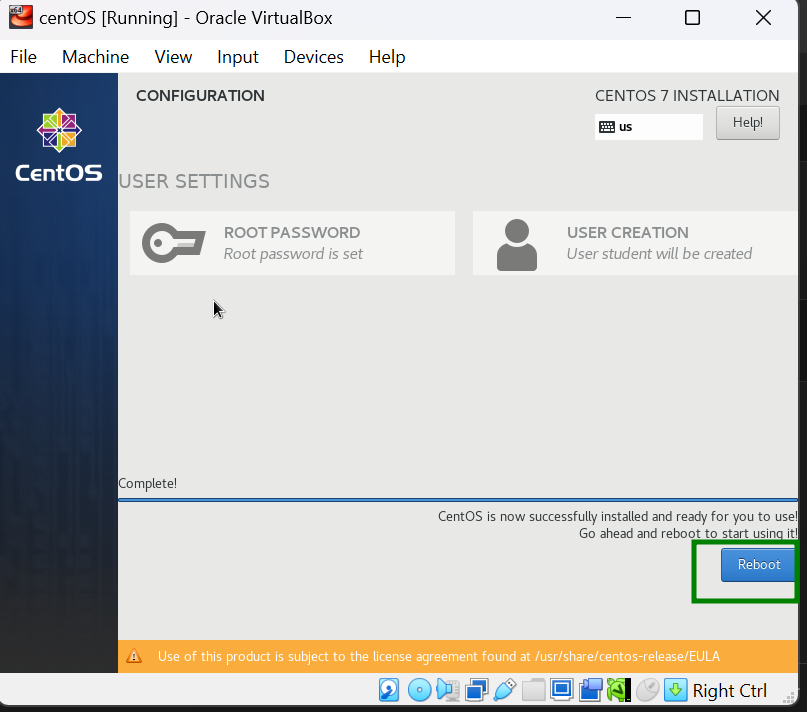 centOS [Running] - Oracle VirtualBox
File Machine View Input Devices Help
CentOS
CONFIGURATION
CENTOS 7 INSTALLATION
us
Help!
USER SETTINGS
ROOT PASSWORD
Root password is set
USER CREATION
User student will be created
Complete!
CentOS is now successfully installed and ready for you to use!
Go ahead and reboot to start using it!
Reboot
Use of this product is subject to the license agreement found at /usr/share/centos-release/EULA
Right Ctrl